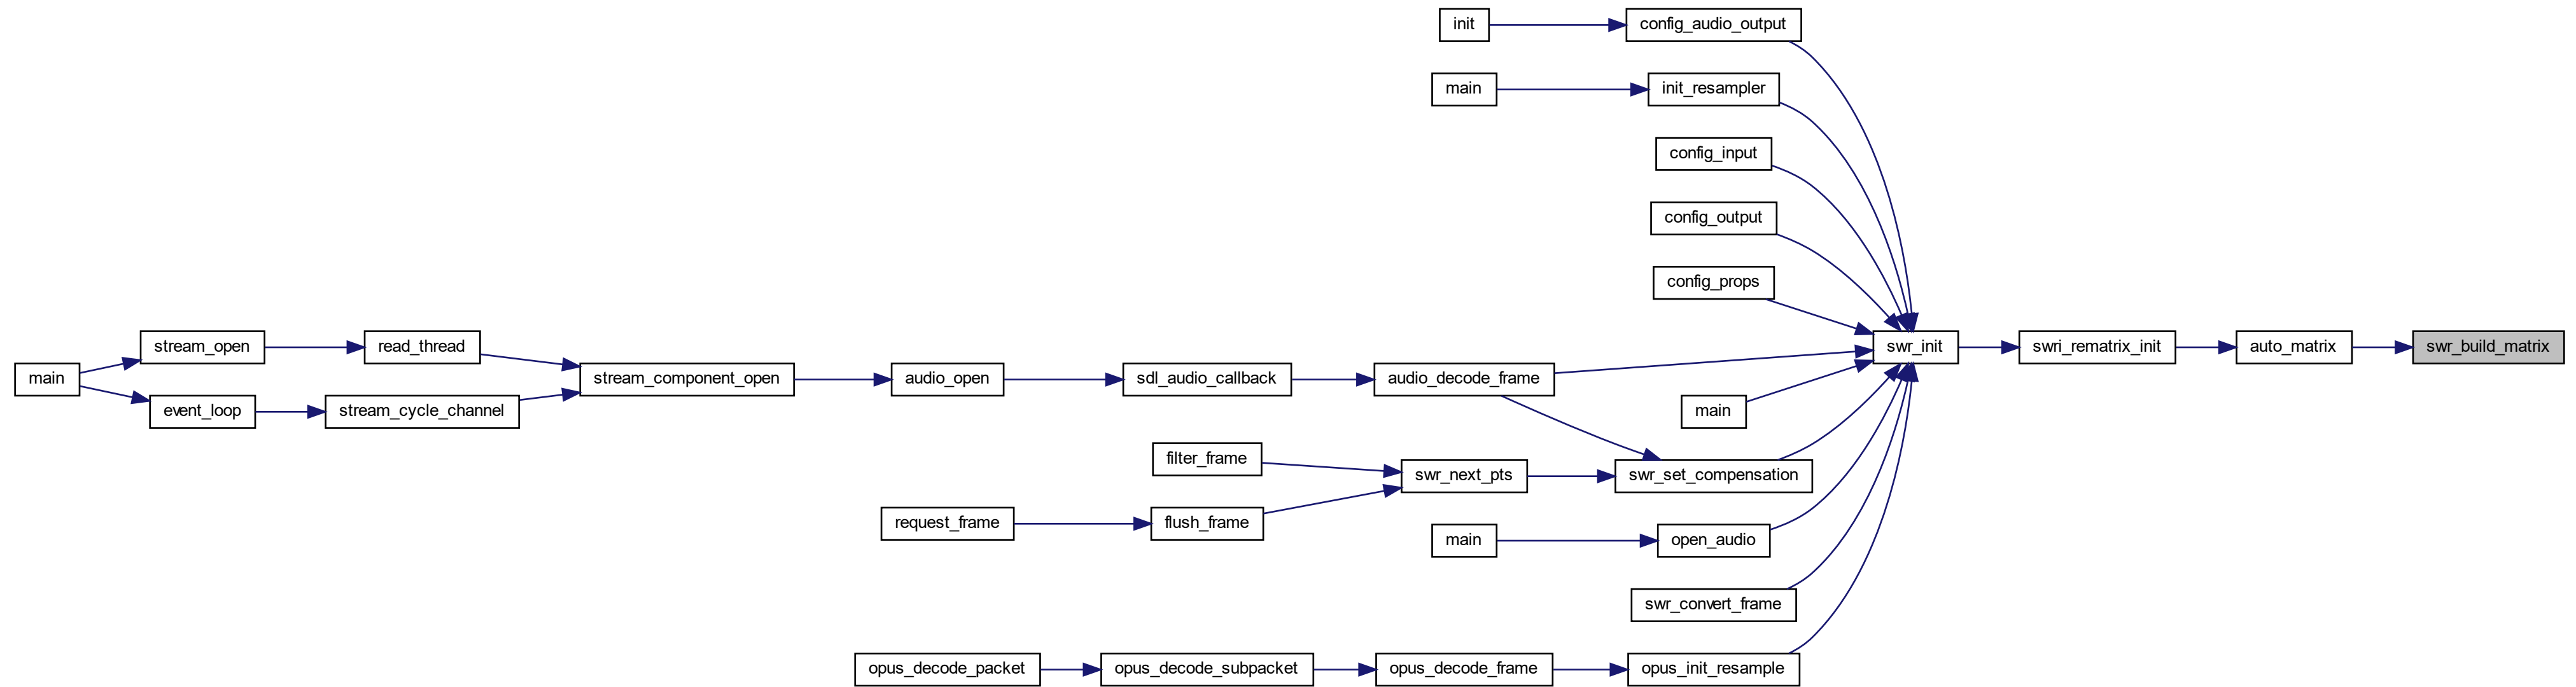 init
config_audio_output
main
init_resampler
config_input
config_output
config_props
main
stream_open
event_loop
read_thread
stream_cycle_channel
stream_component_open
audio_open
sdl_audio_callback
audio_decode_frame
swr_init
swri_rematrix_init
auto_matrix
swr_build_matrix
main
filter_frame
swr_next_pts
swr_set_compensation
request_frame
flush_frame
main
open_audio
swr_convert_frame
opus_decode_packet
opus_decode_subpacket
opus_decode_frame
opus_init_resample